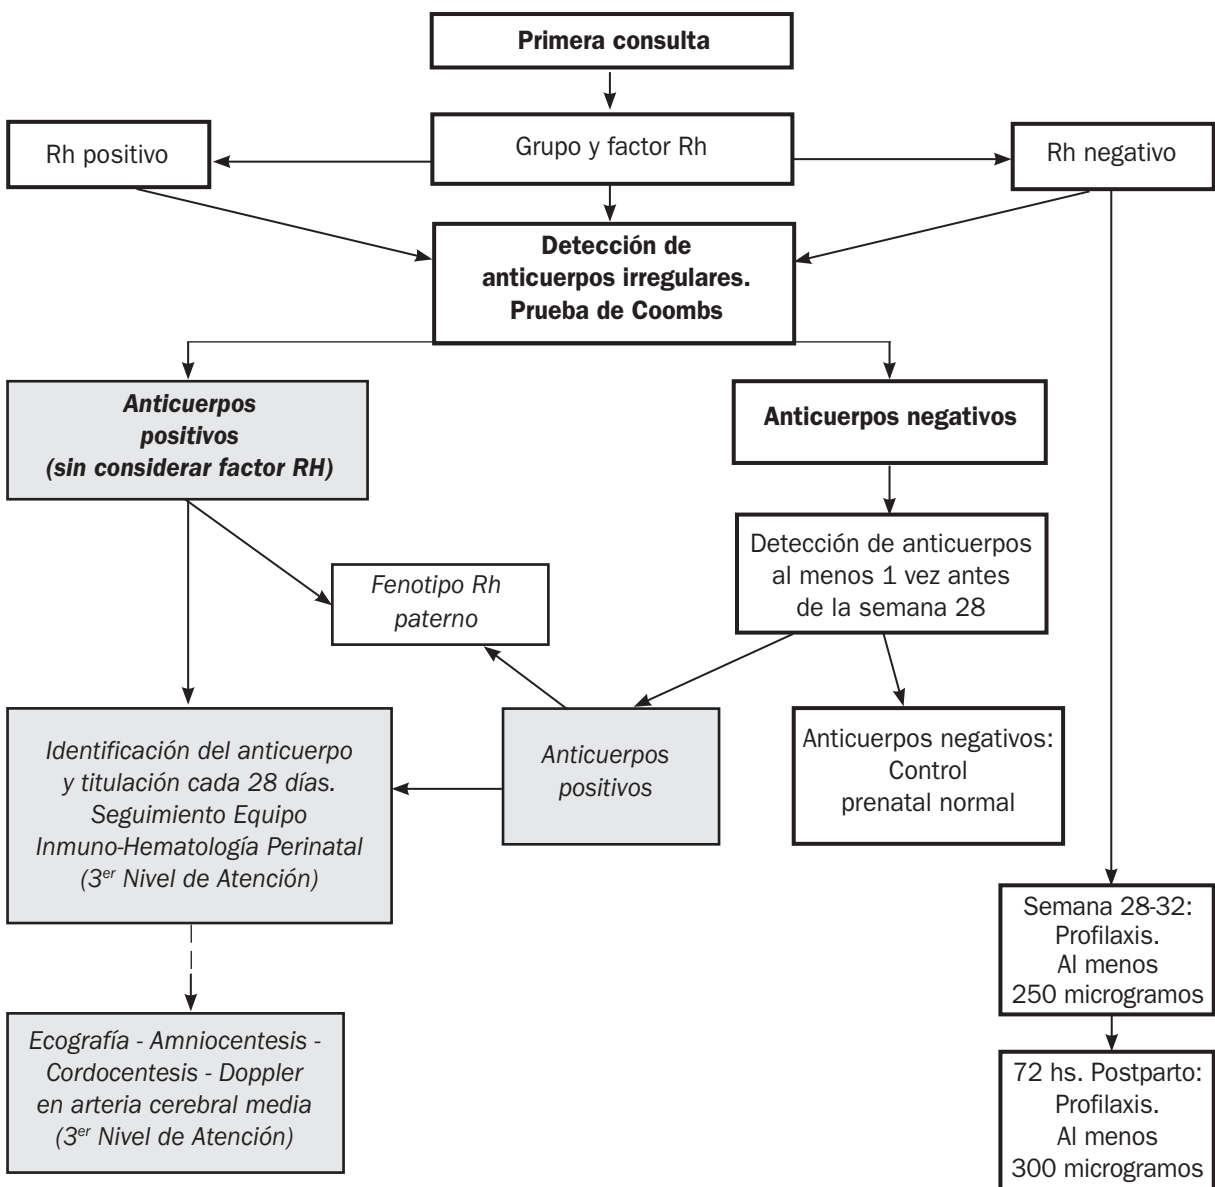 Primera consulta
Rh positivo
Grupo y factor Rh
Rh negativo
Detección de
anticuerpos irregulares.
Prueba de Coombs
Anticuerpos
positivos
(sin considerar factor RH)
Anticuerpos negativos
Detección de anticuerpos
al menos 1 vez antes
de la semana 28
Fenotipo Rh
paterno
Identificación del anticuerpo
y titulación cada 28 días.
Seguimiento Equipo
Inmuno-Hematología Perinatal
(3er Nivel de Atención)
Anticuerpos
positivos
Anticuerpos negativos:
Control
prenatal normal
Semana 28-32:
Profilaxis.
Al menos
250 microgramos
Ecografía - Amniocentesis -
Cordocentesis - Doppler
en arteria cerebral media
(3er Nivel de Atención)
72 hs. Postparto:
Profilaxis.
Al menos
300 microgramos